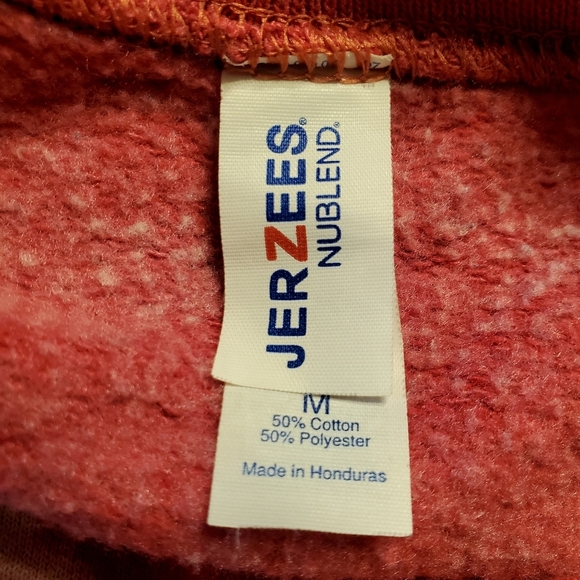 JERZEES®
NUBLEND®
M
50% Cotton
50% Polyester
Made in Honduras